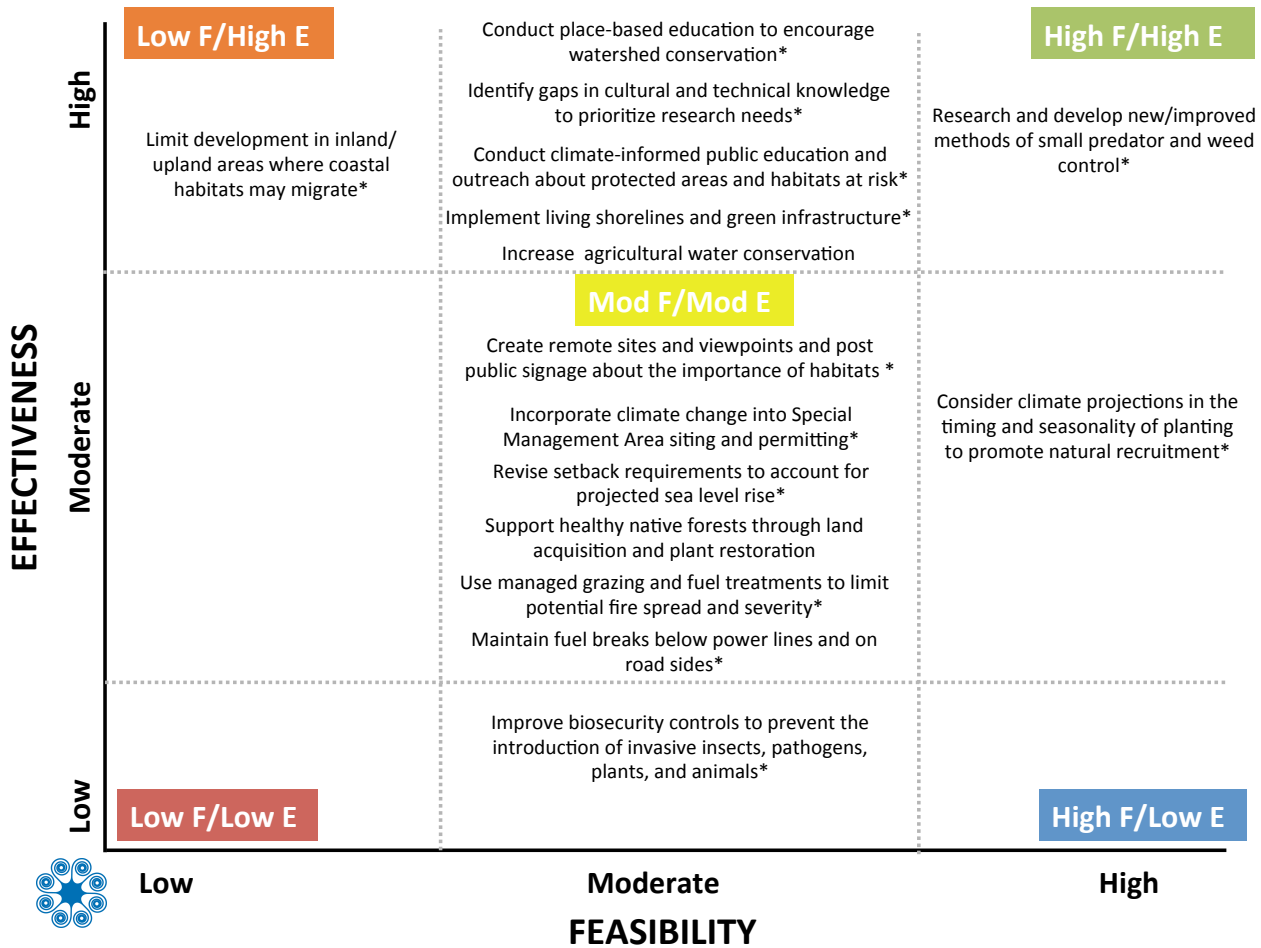 Low F/High E
High F/High E
High
Limit development in inland/
upland areas where coastal
habitats may migrate*
Conduct place-based education to encourage
watershed conservation*
Identify gaps in cultural and technical knowledge
to prioritize research needs*
Conduct climate-informed public education and
outreach about protected areas and habitats at risk*
Implement living shorelines and green infrastructure*
Increase  agricultural water conservation
Research and develop new/improved
methods of small predator and weed
control*
EFFECTIVENESS
Moderate
Mod F/Mod E
Create remote sites and viewpoints and post
public signage about the importance of habitats *
Incorporate climate change into Special
Management Area siting and permitting*
Revise setback requirements to account for
projected sea level rise*
Support healthy native forests through land
acquisition and plant restoration
Use managed grazing and fuel treatments to limit
potential fire spread and severity*
Maintain fuel breaks below power lines and on
road sides*
Consider climate projections in the
timing and seasonality of planting
to promote natural recruitment*
Low
Improve biosecurity controls to prevent the
introduction of invasive insects, pathogens,
plants, and animals*
Low F/Low E
High F/Low E
Low
Moderate
High
FEASIBILITY